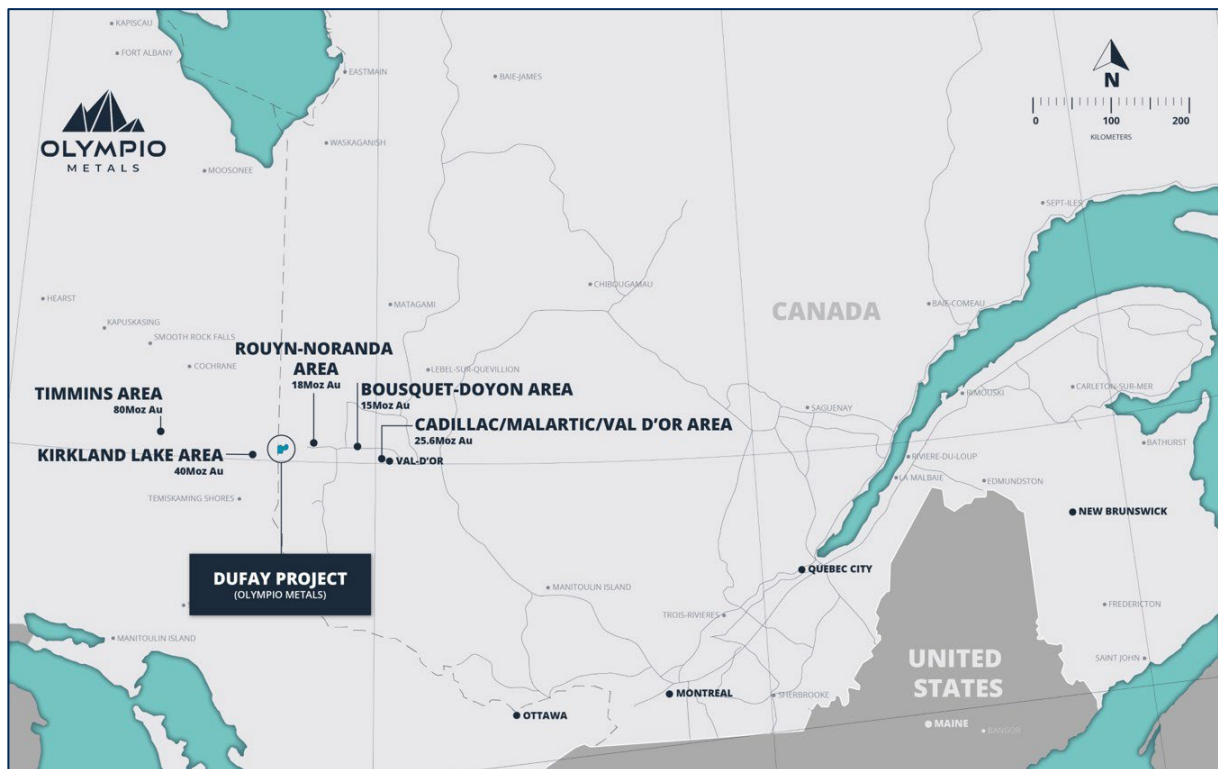 KAPISCAU
FORT ALBANY
EASTMAIN
BAIE-JAMES
N
0 100 200
KILOMETERS
OLYMPIO
METALS
WASKAGANISH
MOOSONEE
SEPT-ILES
HEARST
MATAGAMI
CHIBOUGAMAU
CANADA
BAIE-COMEAU
KAPUSKASING
SMOOTH ROCK FALLS
COCHRANE
ROUYN-NORANDA
AREA
18Moz Au
LEBEL-SUR-QUEVILLION
TIMMINS AREA
80Moz Au
BOUSQUET-DOYON AREA
15Moz Au
CADILLAC/MALARTIC/VAL D'OR AREA
25.6Moz Au
SAGUENAY
RIMOUSKI
CARLETON-SUR-MER
BATHURST
KIRKLAND LAKE AREA
40Moz Au
VAL-D'OR
RIVIERE-DU-LOUP
LA MALBAIE
EDMUNDSTON
TEMISKAMING SHORES
NEW BRUNSWICK
DUFAY PROJECT
(OLYMPIO METALS)
QUEBEC CITY
MANITOULIN ISLAND
TROIS-RIVIERES
FREDERICTON
MANITOULIN ISLAND
UNITED
STATES
SAINT JOHN
MONTREAL
SHERBROOKE
OTTAWA
MAINE
BANGOR